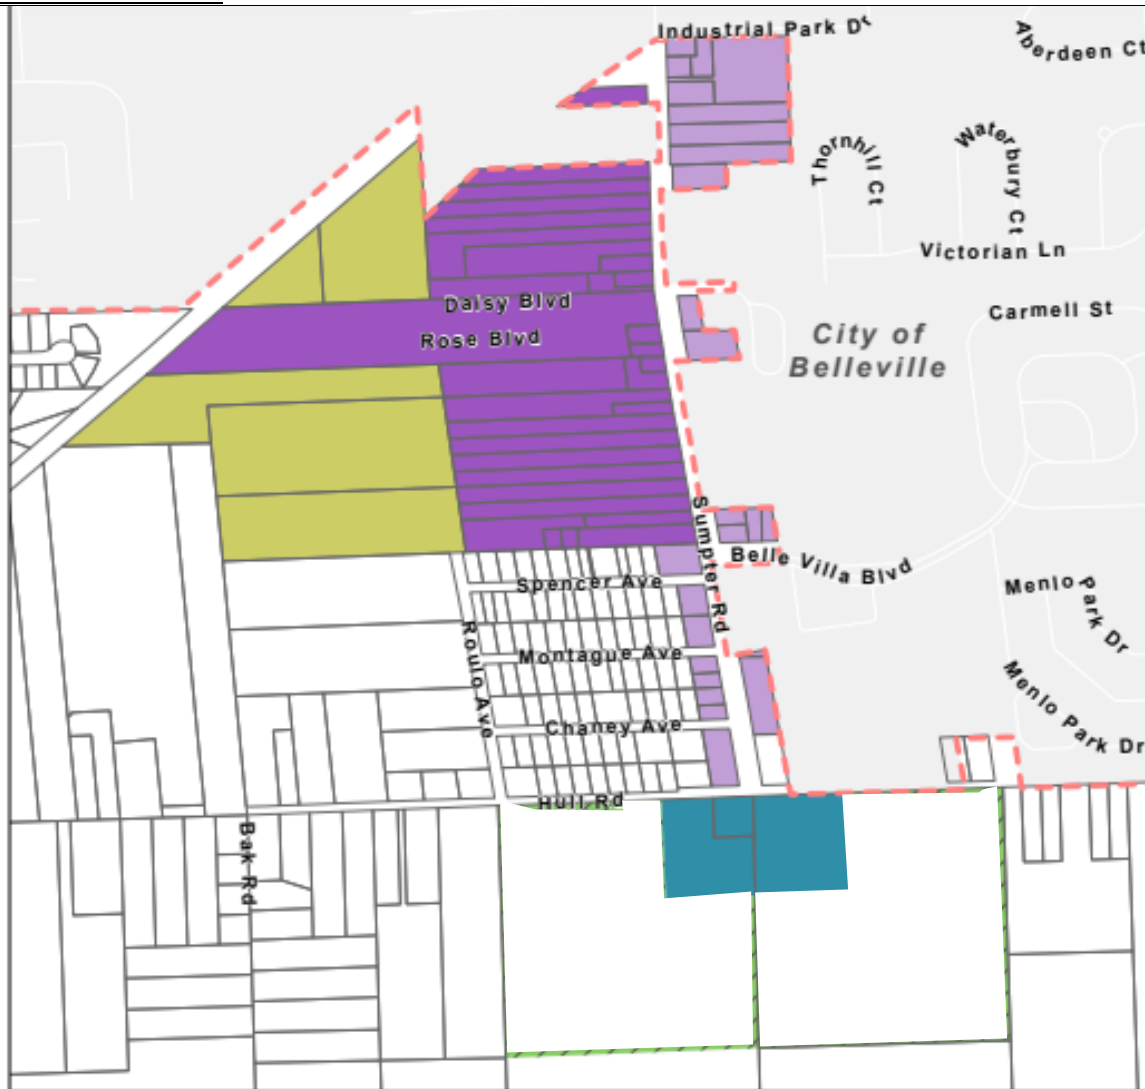 Industrial Park Dr
Aberdeen Ct
Thornhill Ct
Waterbury Ct
Victorian Ln
Daisy Blvd
Carmell St
Rose Blvd
City of
Belleville
Sumpter Rd
Belle Villa Blvd
Spencer Ave
Menlo Park Dr
Roulo Ave
Montague Ave
Menlo Park Dr
Chaney Ave
Hull Rd
Bak Rd